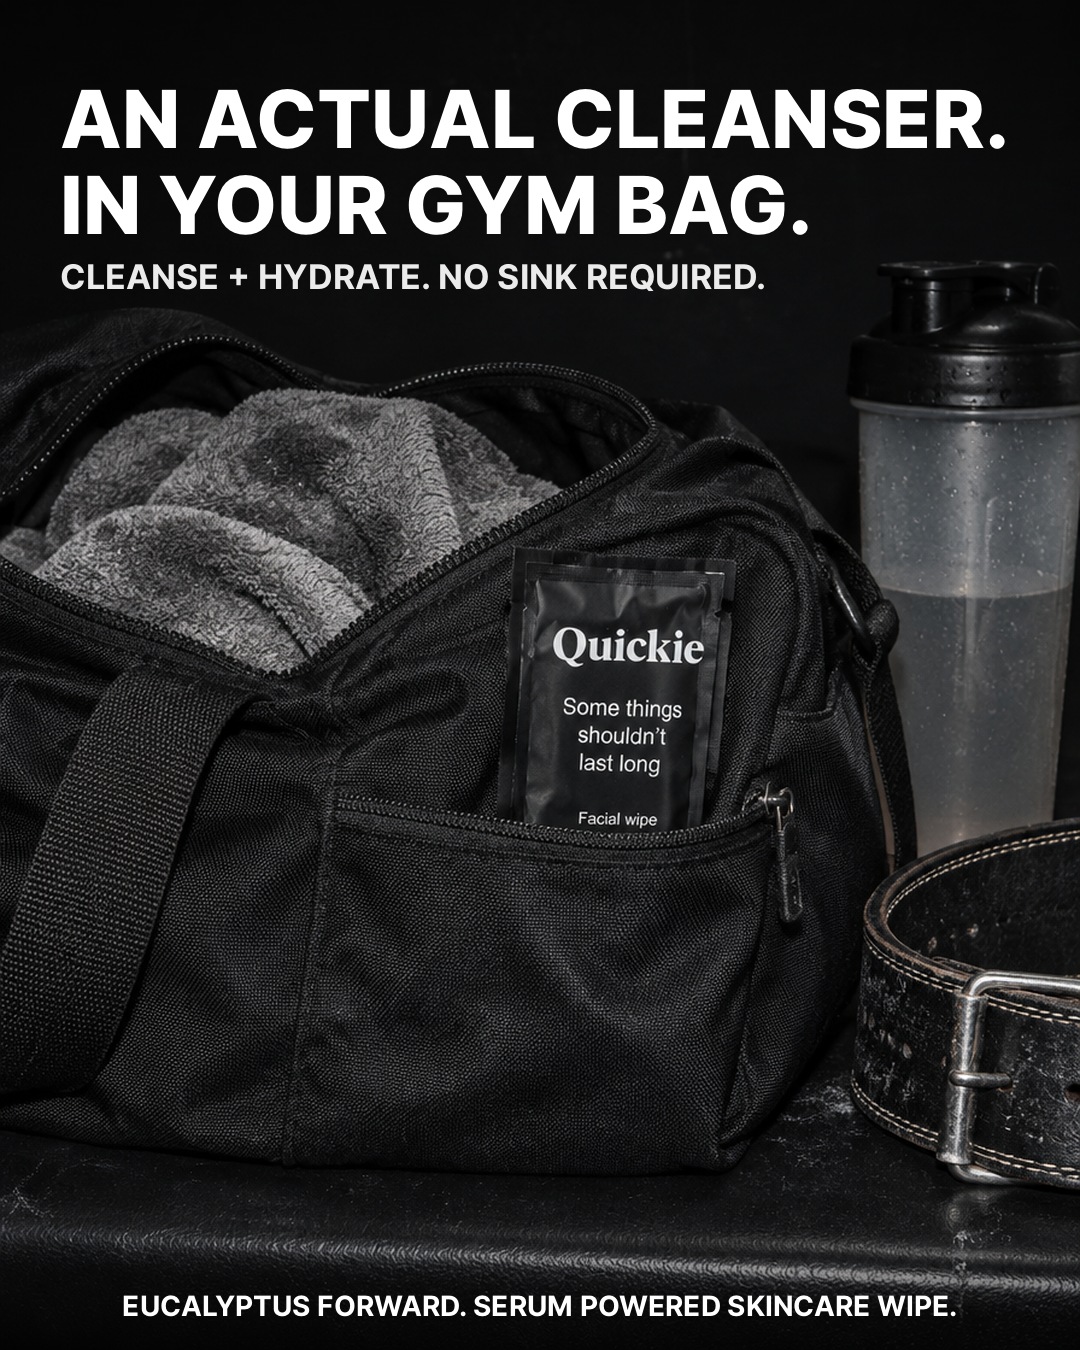 AN ACTUAL CLEANSER.
IN YOUR GYM BAG.
CLEANSE + HYDRATE. NO SINK REQUIRED.
Quickie
Some things
shouldn't
last long
Facial wipe
EUCALYPTUS FORWARD. SERUM POWERED SKINCARE WIPE.